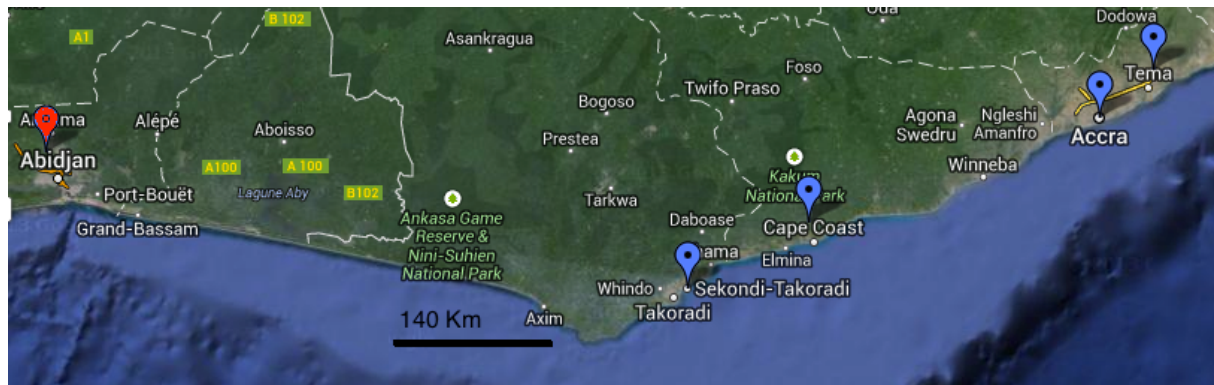 B 102
Uda
Dodowa
A1
Asankragua
Foso
Tema
Twifo Praso
Bogoso
Agona
Swedru
Ngleshi
Amanfro
Accra
Alépé
Aboisso
Prestea
Abidjan
A100
A 100
Winneba
Port-Bouët
Lagune Aby
B102
Kakum
National Park
Tarkwa
Grand-Bassam
Ankasa Game
Reserve &
Nini-Suhien
National Park
Daboase
Cape Coast
Elmina
Whindo
Sekondi-Takoradi
Takoradi
Axim
140 Km